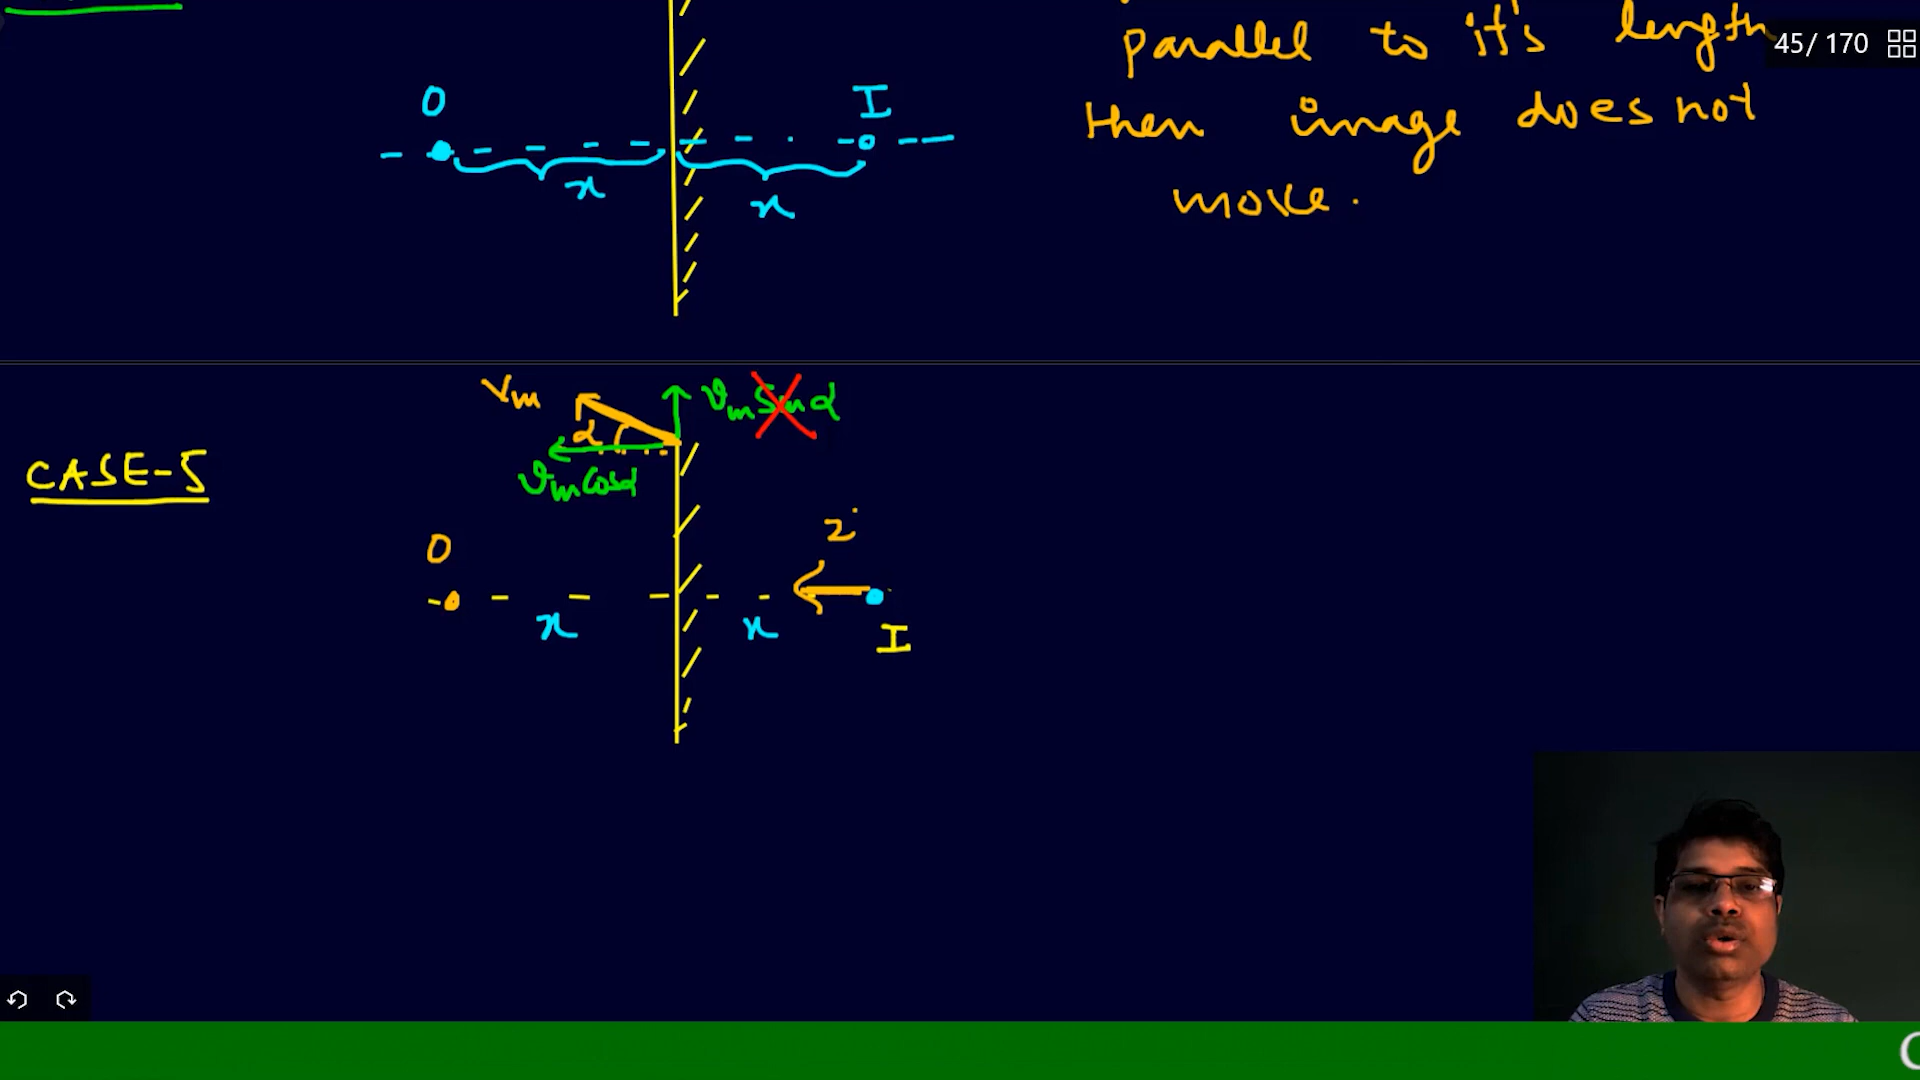 parallel to it's length
45/ 170
O
I
then image does not
x
x
move.
Vm
vm Sin α
α
CASE-5
vm Cosα
2
O
x
x
I